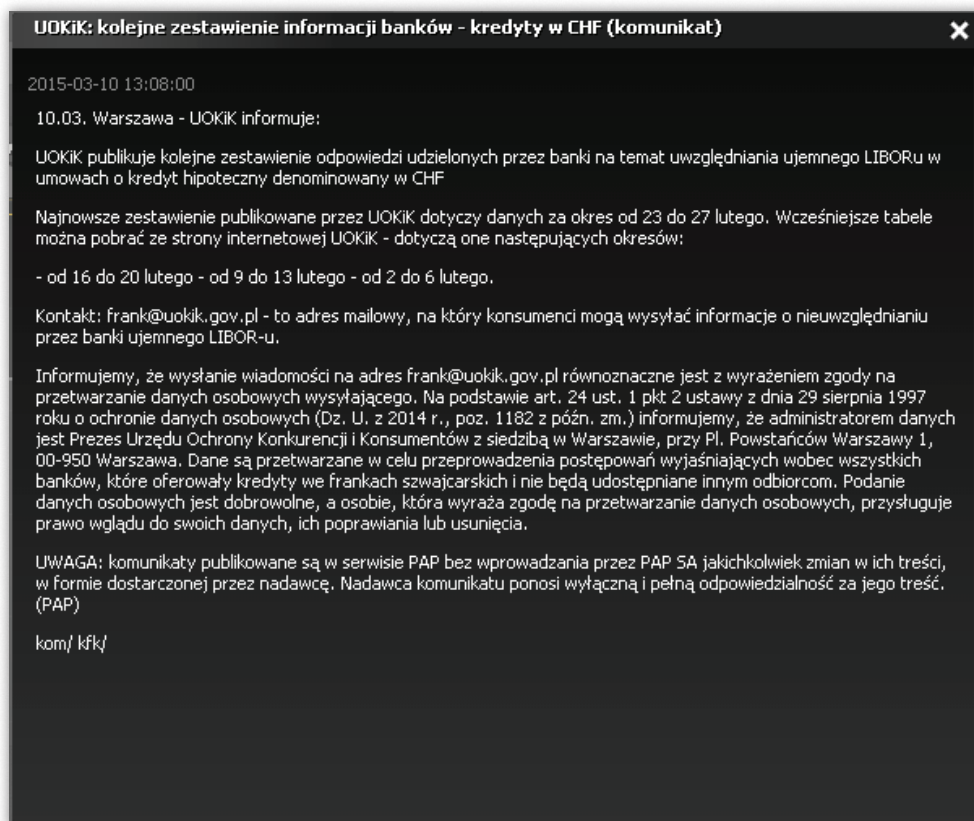 UOKiK: kolejne zestawienie informacji banków - kredyty w CHF (komunikat)
2015-03-10 13:08:00
10.03. Warszawa - UOKiK informuje:
UOKiK publikuje kolejne zestawienie odpowiedzi udzielonych przez banki na temat uwzględniania ujemnego LIBORu w
umowach o kredyt hipoteczny denominowany w CHF
Najnowsze zestawienie publikowane przez UOKiK dotyczy danych za okres od 23 do 27 lutego. Wcześniejsze tabele
można pobrać ze strony internetowej UOKiK - dotyczą one następujących okresów:
- od 16 do 20 lutego - od 9 do 13 lutego - od 2 do 6 lutego.
Kontakt: frank@uokik.gov.pl - to adres mailowy, na który konsumenci mogą wysyłać informacje o nieuwzględnianiu
przez banki ujemnego LIBOR-u.
Informujemy, że wysłanie wiadomości na adres frank@uokik.gov.pl równoznaczne jest z wyrażeniem zgody na
przetwarzanie danych osobowych wysyłającego. Na podstawie art. 24 ust. 1 pkt 2 ustawy z dnia 29 sierpnia 1997
roku o ochronie danych osobowych (Dz. U. z 2014 r., poz. 1182 z późn. zm.) informujemy, że administratorem danych
jest Prezes Urzędu Ochrony Konkurencji i Konsumentów z siedzibą w Warszawie, przy Pl. Powstańców Warszawy 1,
00-950 Warszawa. Dane są przetwarzane w celu przeprowadzenia postępowań wyjaśniających wobec wszystkich
banków, które oferowały kredyty we frankach szwajcarskich i nie będą udostępniane innym odbiorcom. Podanie
danych osobowych jest dobrowolne, a osobie, która wyraża zgodę na przetwarzanie danych osobowych, przysługuje
prawo wglądu do swoich danych, ich poprawiania lub usunięcia.
UWAGA: komunikaty publikowane są w serwisie PAP bez wprowadzania przez PAP SA jakichkolwiek zmian w ich treści,
w formie dostarczonej przez nadawcę. Nadawca komunikatu ponosi wyłączną i pełną odpowiedzialność za jego treść.
(PAP)
kom/ kfk/